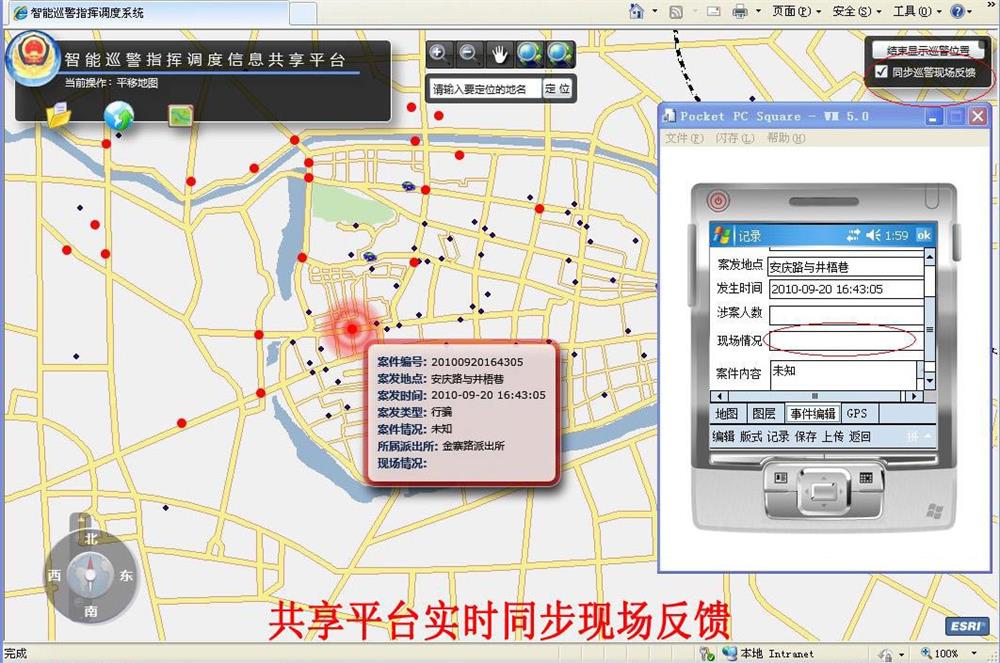 智能巡警指挥调度系统
页面(P)
安全(S)
工具(O)
智能巡警指挥调度信息共享平台
当前操作：平移地图
请输入要定位的地名
定位
结束显示巡警位置
同步巡警现场反馈
Pocket PC Square - WM 5.0
文件(F) 闪存(L) 帮助(H)
记录
1:59
ok
案发地点 安庆路与井梧巷
发生时间 2010-09-20 16:43:05
涉案人数
现场情况
案件内容 未知
地图 图层 事件编辑 GPS
编辑 版式 记录 保存 上传 返回
拼
案件编号: 20100920164305
案发地点: 安庆路与井梧巷
案发时间: 2010-09-20 16:43:05
案发类型: 行骗
案件情况: 未知
所属派出所: 金寨路派出所
现场情况:
北
西
东
南
共享平台实时同步现场反馈
ESRI
完成
本地 Intranet
100%